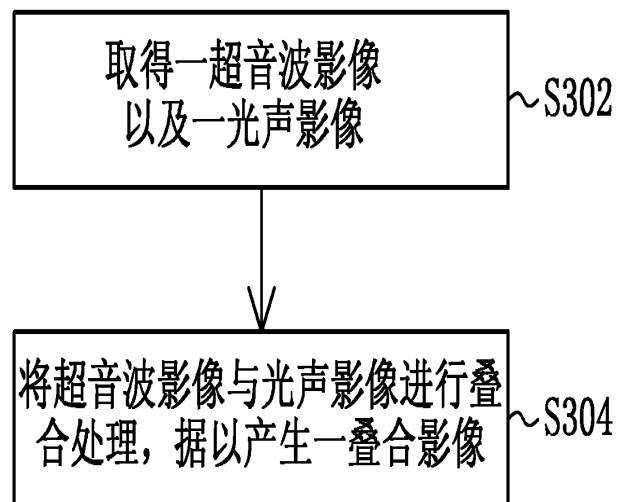 取得一超音波影像
以及一光声影像
S302
将超音波影像与光声影像进行叠
合处理，据以产生一叠合影像
S304